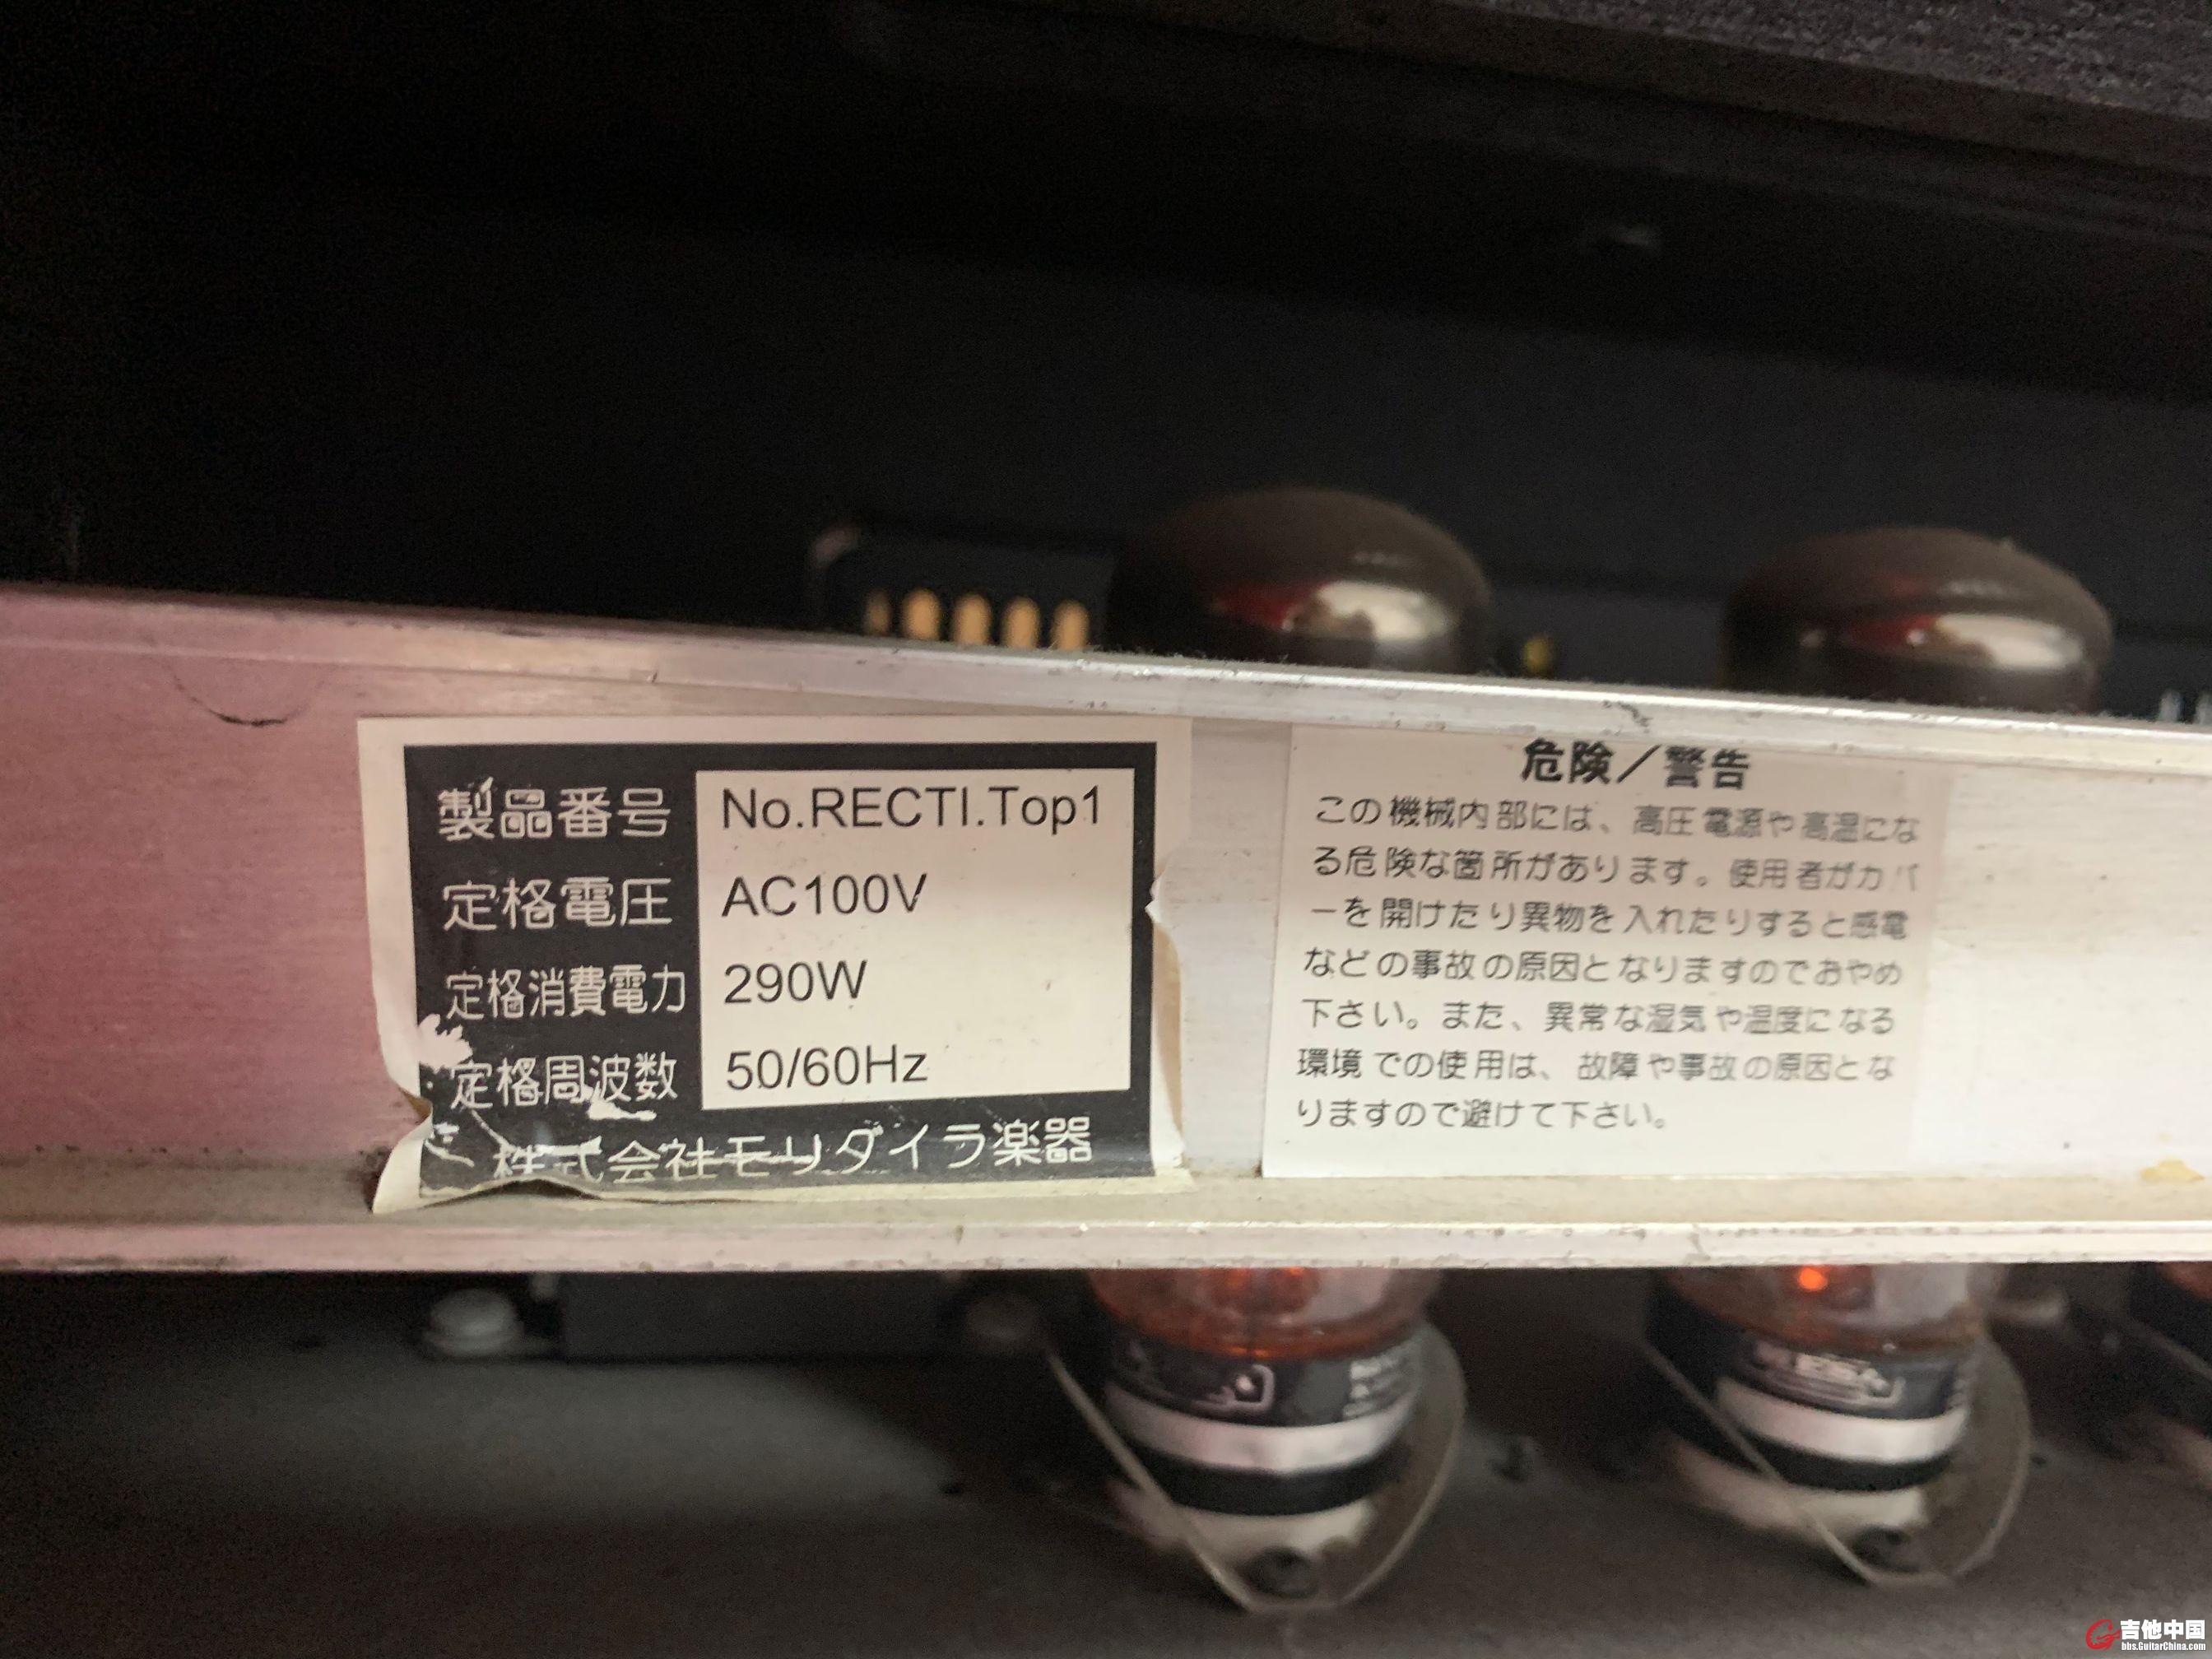 製品番号 No.RECTI.Top1
定格電圧 AC100V
定格消費電力 290W
定格周波数 50/60Hz
株式会社モリダイラ楽器
危険／警告
この機械内部には、高圧電源や高温にな
る危険な箇所があります。使用者がカバ
ーを開けたり異物を入れたりすると感電
などの事故の原因となりますのでおやめ
下さい。また、異常な湿気や温度になる
環境での使用は、故障や事故の原因とな
りますので避けて下さい。
MESA
吉他中国
bbs.GuitarChina.com